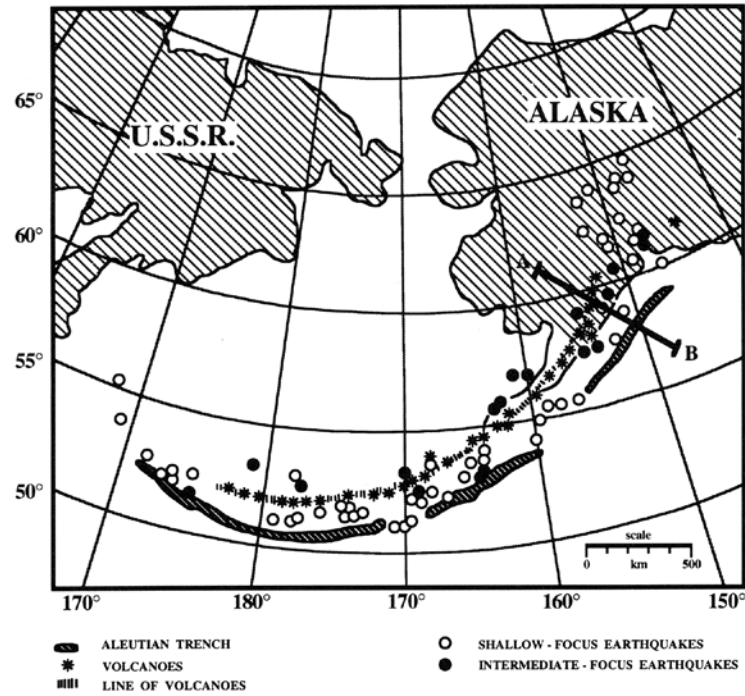 65°
U.S.S.R.
ALASKA
60°
A
55°
B
50°
scale
0 km 500
170° 180° 170° 160° 150°
ALEUTIAN TRENCH
VOLCANOES
LINE OF VOLCANOES
SHALLOW - FOCUS EARTHQUAKES
INTERMEDIATE - FOCUS EARTHQUAKES